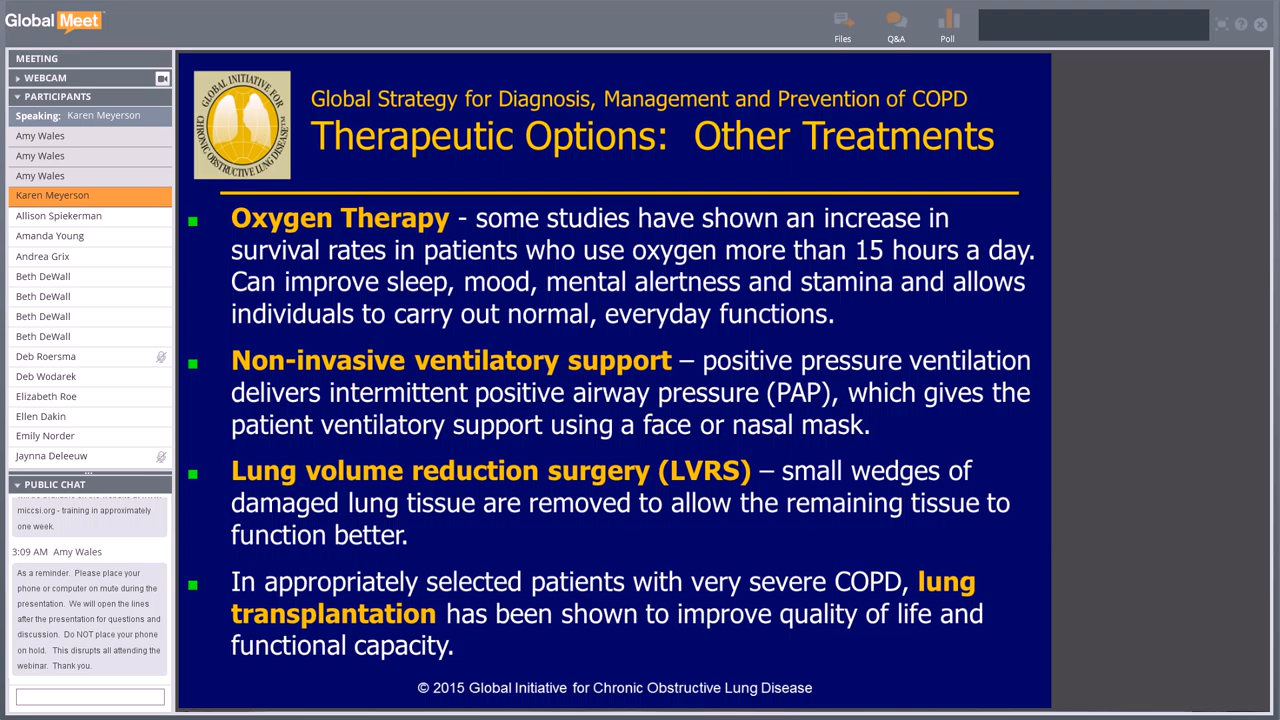 Global Meet
Files
Q&A
Poll
MEETING
WEBCAM
PARTICIPANTS
Speaking: Karen Meyerson
Amy Wales
Amy Wales
Amy Wales
Karen Meyerson
Allison Spiekerman
Amanda Young
Andrea Grix
Beth DeWall
Beth DeWall
Beth DeWall
Beth DeWall
Deb Roersma
Deb Wodarek
Elizabeth Roe
Ellen Dakin
Emily Norder
Jaynna Deleeuw
PUBLIC CHAT
miccsi.org - training in approximately
one week.
3:09 AM Amy Wales
As a reminder. Please place your
phone or computer on mute during the
presentation. We will open the lines
after the presentation for questions and
discussion. Do NOT place your phone
on hold. This disrupts all attending the
webinar. Thank you.
GLOBAL INITIATIVE FOR
CHRONIC OBSTRUCTIVE LUNG DISEASE
Global Strategy for Diagnosis, Management and Prevention of COPD
Therapeutic Options: Other Treatments
Oxygen Therapy - some studies have shown an increase in
survival rates in patients who use oxygen more than 15 hours a day.
Can improve sleep, mood, mental alertness and stamina and allows
individuals to carry out normal, everyday functions.
Non-invasive ventilatory support – positive pressure ventilation
delivers intermittent positive airway pressure (PAP), which gives the
patient ventilatory support using a face or nasal mask.
Lung volume reduction surgery (LVRS) – small wedges of
damaged lung tissue are removed to allow the remaining tissue to
function better.
In appropriately selected patients with very severe COPD, lung
transplantation has been shown to improve quality of life and
functional capacity.
© 2015 Global Initiative for Chronic Obstructive Lung Disease